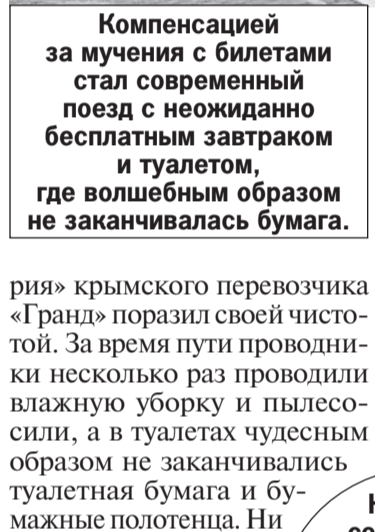 Компенсацией
за мучения с билетами
стал современный
поезд с неожиданно
бесплатным завтраком
и туалетом,
где волшебным образом
не заканчивалась бумага.
рия» крымского перевозчика
«Гранд» поразил своей чисто-
той. За время пути проводни-
ки несколько раз проводили
влажную уборку и пылесо-
сили, а в туалетах чудесным
образом не заканчивались
туалетная бумага и бу-
мажные полотенца. Ни